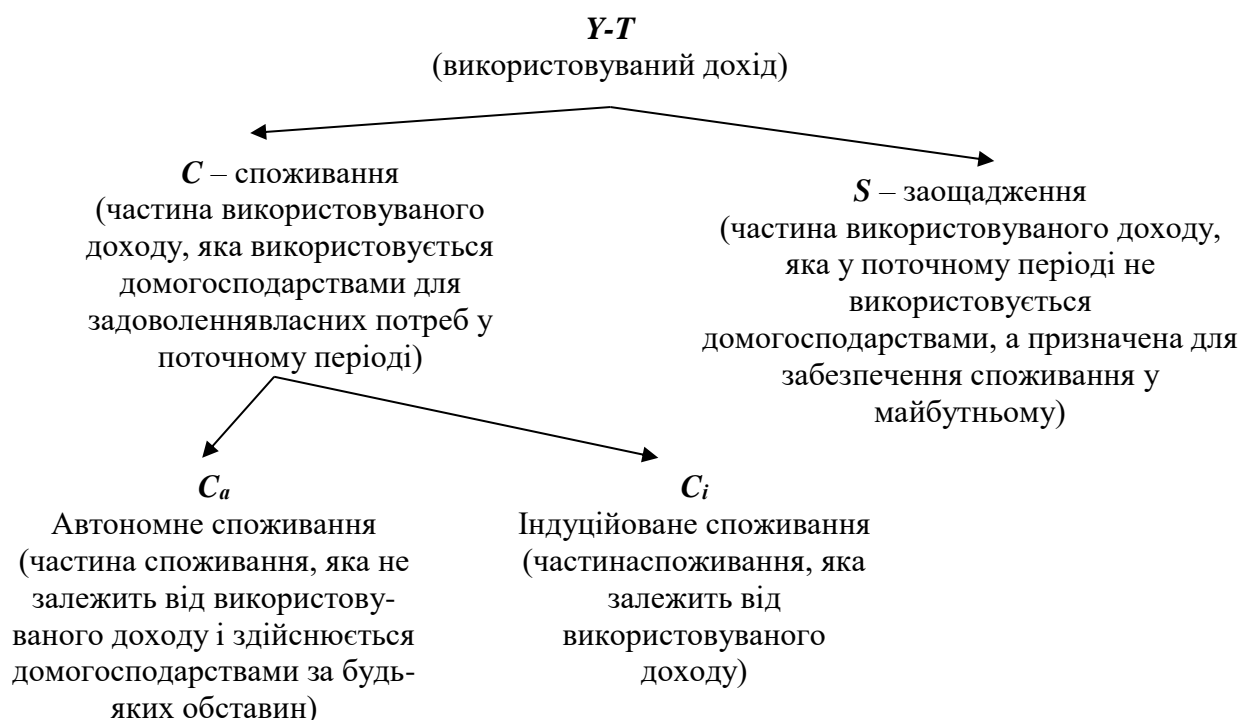 Y-T
(використовуваний дохід)
C – споживання
(частина використовуваного
доходу, яка використовується
домогосподарствами для
задоволеннявласних потреб у
поточному періоді)
S – заощадження
(частина використовуваного доходу,
яка у поточному періоді не
використовується
домогосподарствами, а призначена для
забезпечення споживання у
майбутньому)
Ca
Автономне споживання
(частина споживання, яка не
залежить від використову-
ваного доходу і здійснюється
домогосподарствами за будь-
яких обставин)
Ci
Індуційоване споживання
(частинаспоживання, яка
залежить від
використовуваного
доходу)